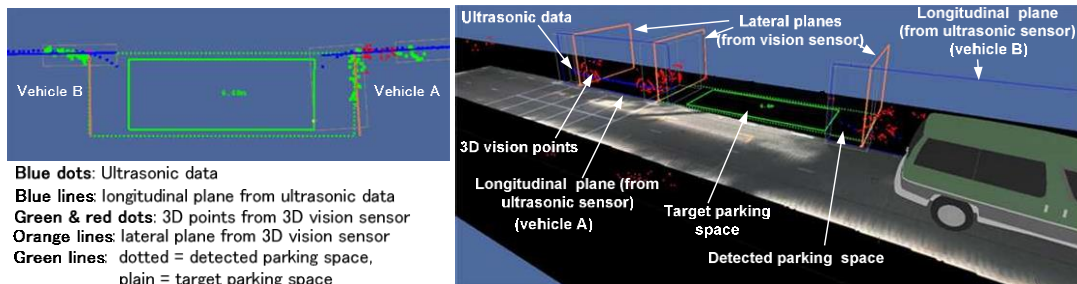 Vehicle B
Vehicle A
Blue dots: Ultrasonic data
Blue lines: longitudinal plane from ultrasonic data
Green & red dots: 3D points from 3D vision sensor
Orange lines: lateral plane from 3D vision sensor
Green lines: dotted = detected parking space,
plain = target parking space
Ultrasonic data
Lateral planes
(from vision sensor)
Longitudinal plane
(from ultrasonic sensor)
(vehicle B)
3D vision points
Longitudinal plane (from
ultrasonic sensor)
(vehicle A)
Target parking
space
Detected parking space